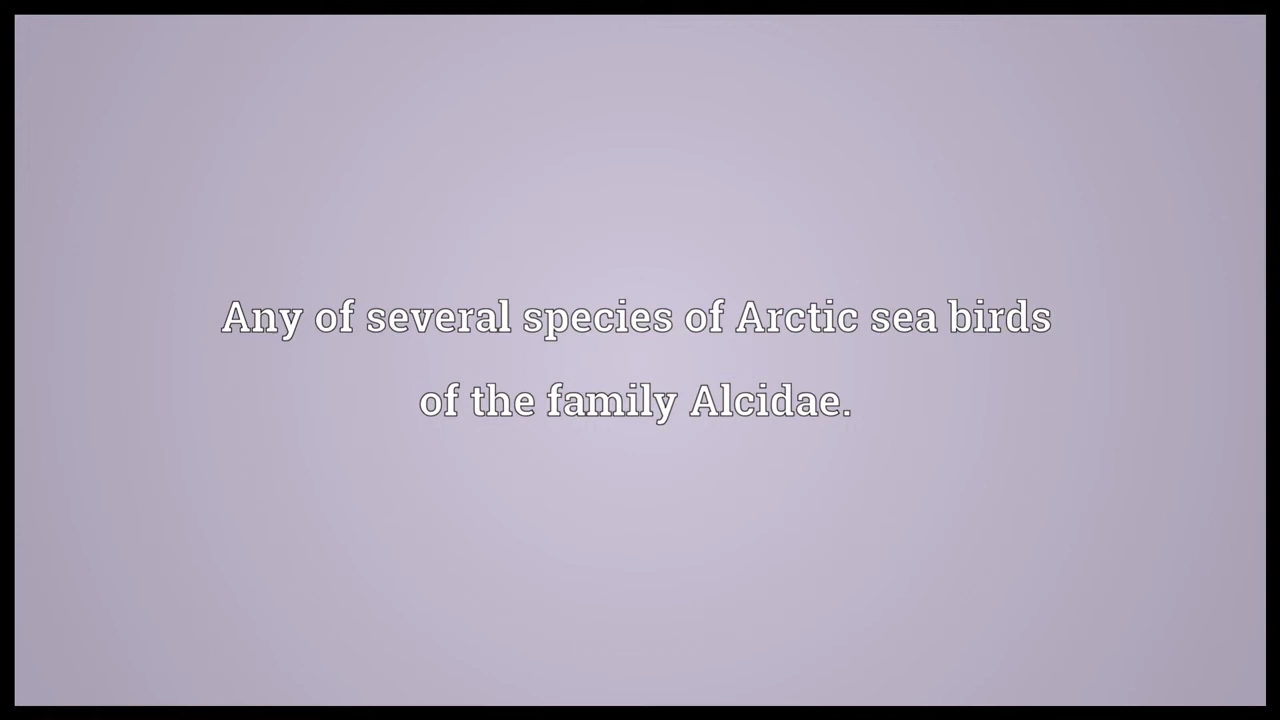 Any of several species of Arctic sea birds
of the family Alcidae.